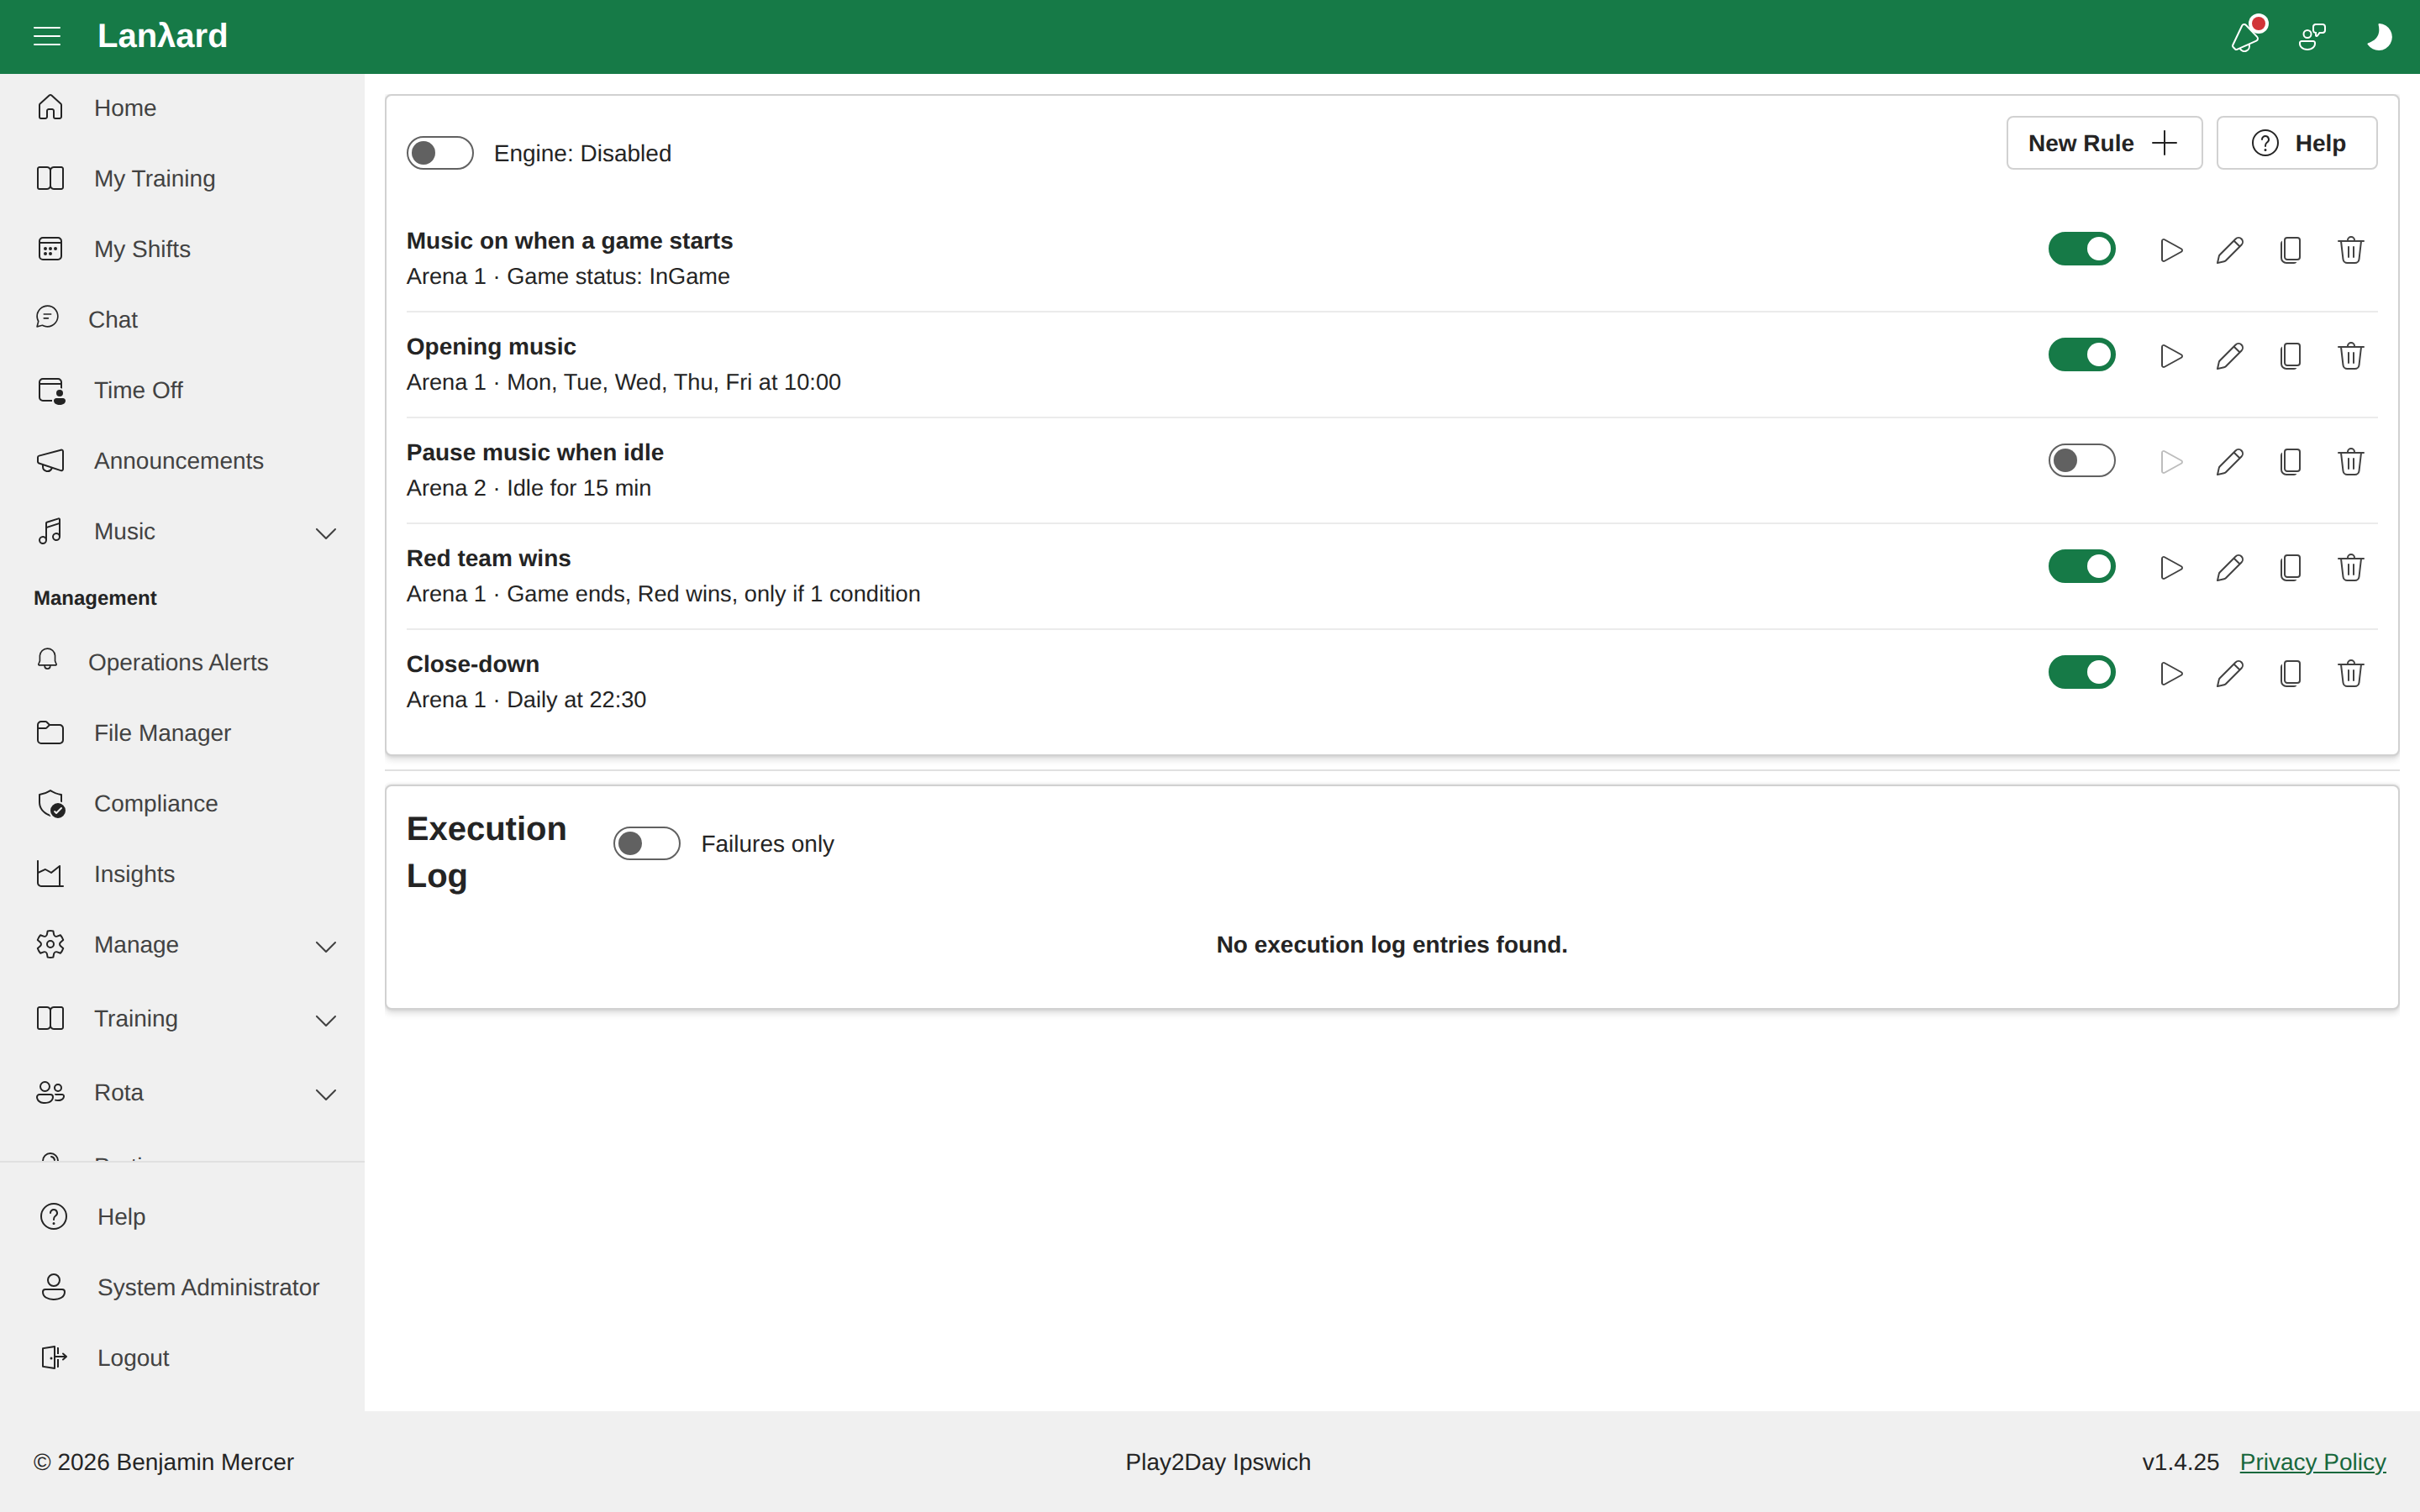 Lanλard
Home
My Training
My Shifts
Chat
Time Off
Announcements
Music
Management
Operations Alerts
File Manager
Compliance
Insights
Manage
Training
Rota
Help
System Administrator
Logout
Engine: Disabled
New Rule
Help
Music on when a game starts
Arena 1 · Game status: InGame
Opening music
Arena 1 · Mon, Tue, Wed, Thu, Fri at 10:00
Pause music when idle
Arena 2 · Idle for 15 min
Red team wins
Arena 1 · Game ends, Red wins, only if 1 condition
Close-down
Arena 1 · Daily at 22:30
Execution
Log
Failures only
No execution log entries found.
© 2026 Benjamin Mercer
Play2Day Ipswich
v1.4.25 Privacy Policy